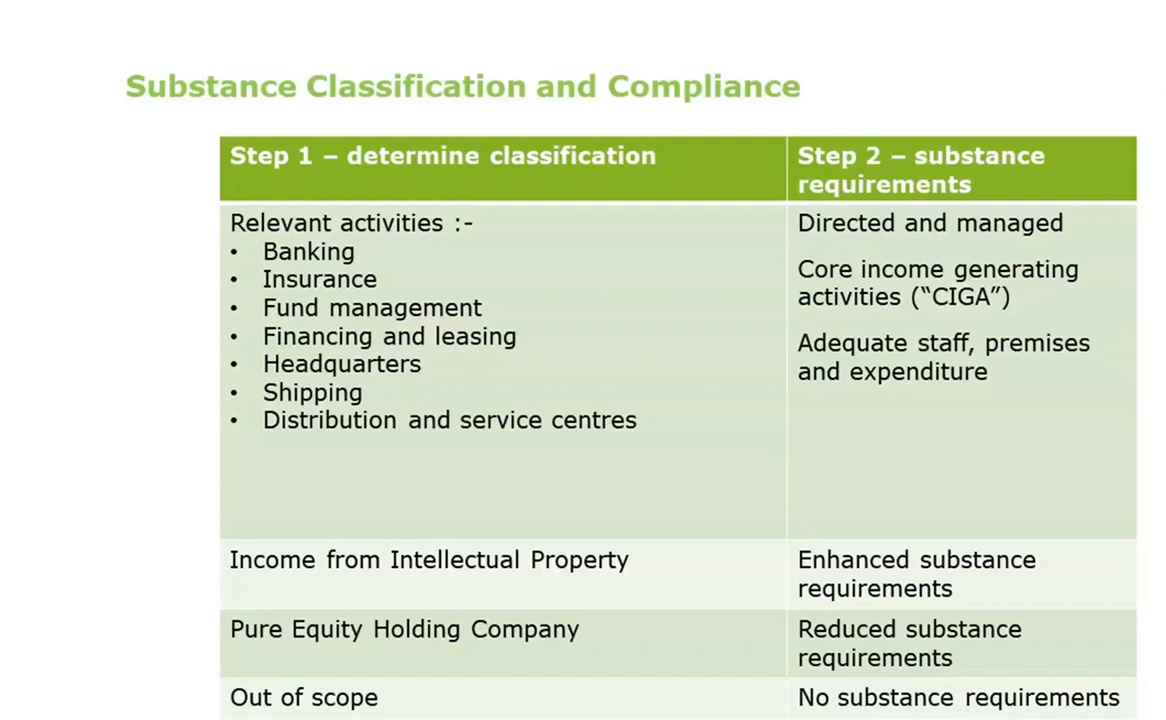 Substance Classification and Compliance
Step 1 – determine classification
Step 2 – substance
requirements
Relevant activities :-
• Banking
• Insurance
• Fund management
• Financing and leasing
• Headquarters
• Shipping
• Distribution and service centres
Directed and managed
Core income generating
activities (“CIGA”)
Adequate staff, premises
and expenditure
Income from Intellectual Property
Enhanced substance
requirements
Pure Equity Holding Company
Reduced substance
requirements
Out of scope
No substance requirements